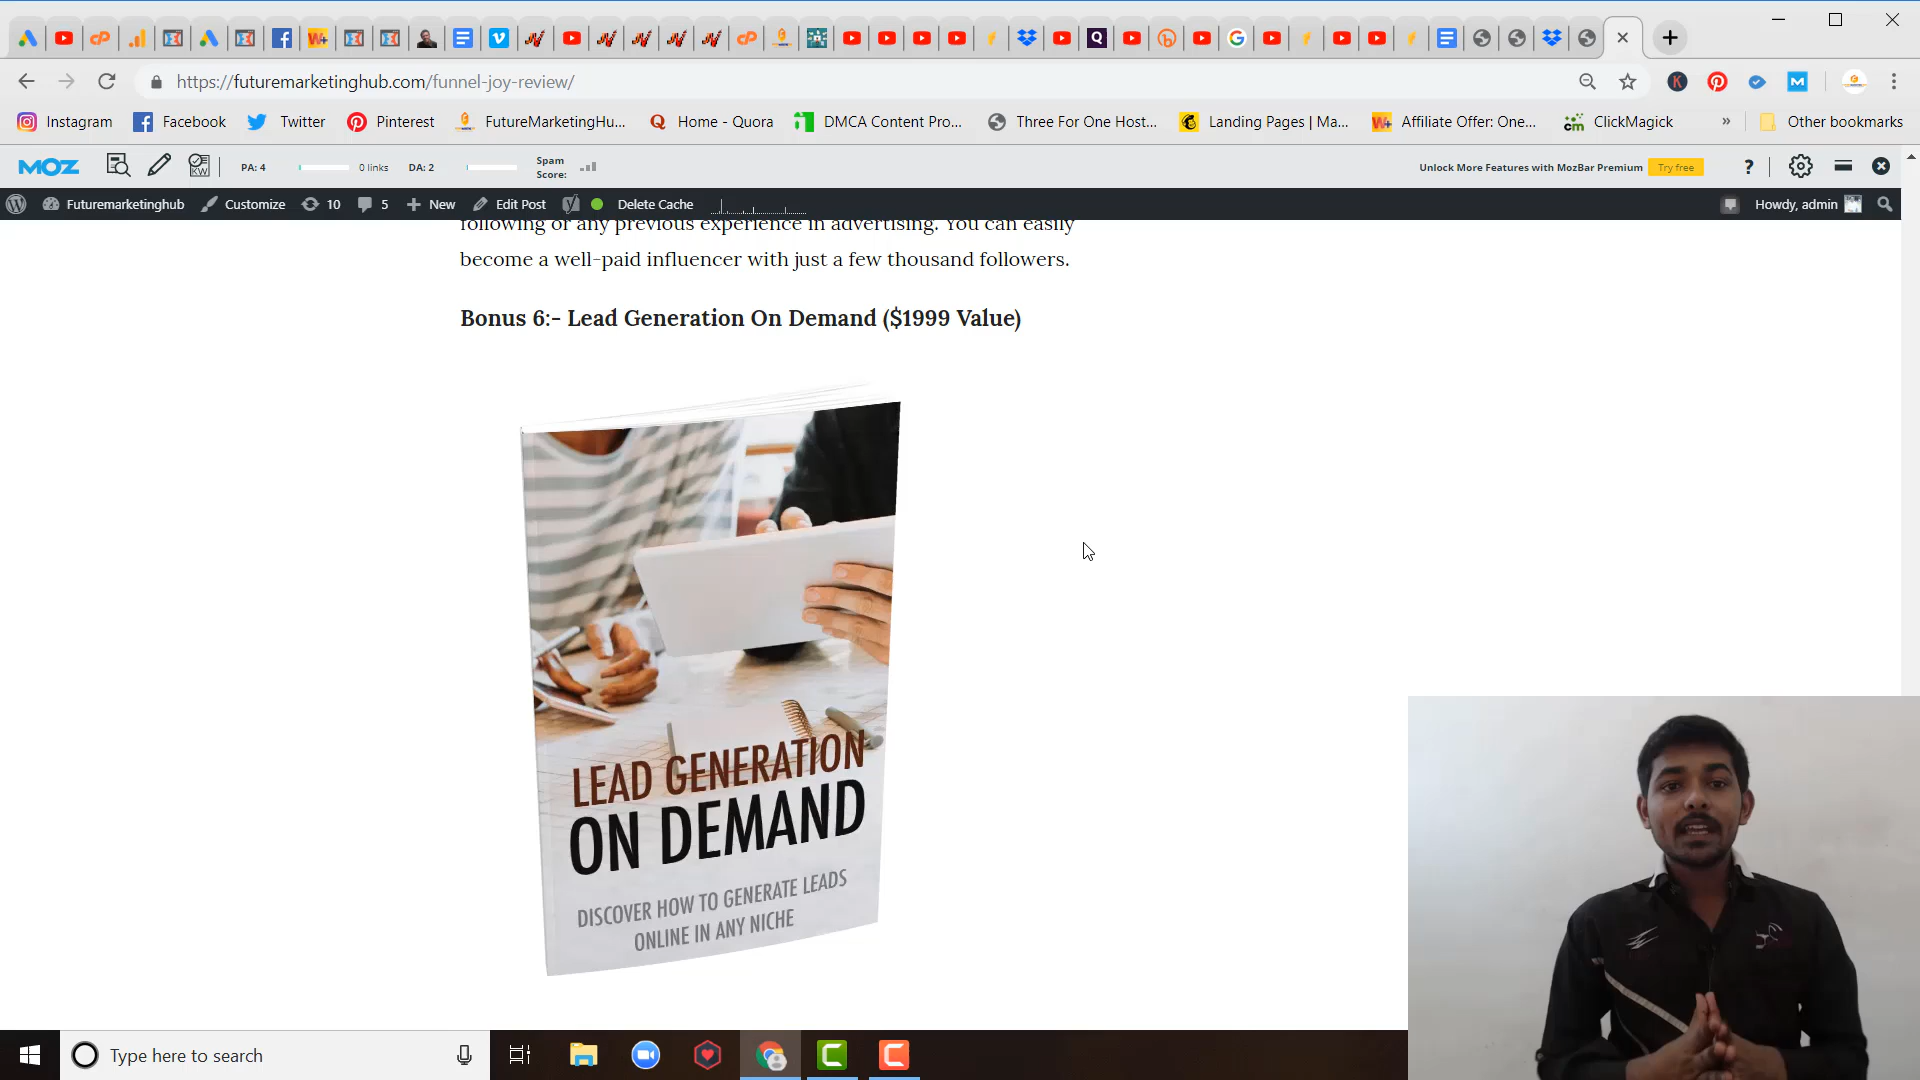 https://futuremarketinghub.com/funnel-joy-review/
Instagram
Facebook
Twitter
Pinterest
FutureMarketingHu...
Home - Quora
DMCA Content Pro...
Three For One Host...
Landing Pages | Ma...
Affiliate Offer: One...
ClickMagick
»
Other bookmarks
MOZ
PA: 4
0 links
DA: 2
Spam Score:
Unlock More Features with MozBar Premium
Try free
?
Futuremarketinghub
Customize
10
5
New
Edit Post
Delete Cache
Howdy, admin
following or any previous experience in advertising. You can easily
become a well-paid influencer with just a few thousand followers.
Bonus 6:- Lead Generation On Demand ($1999 Value)
LEAD GENERATION
ON DEMAND
DISCOVER HOW TO GENERATE LEADS
ONLINE IN ANY NICHE
Type here to search